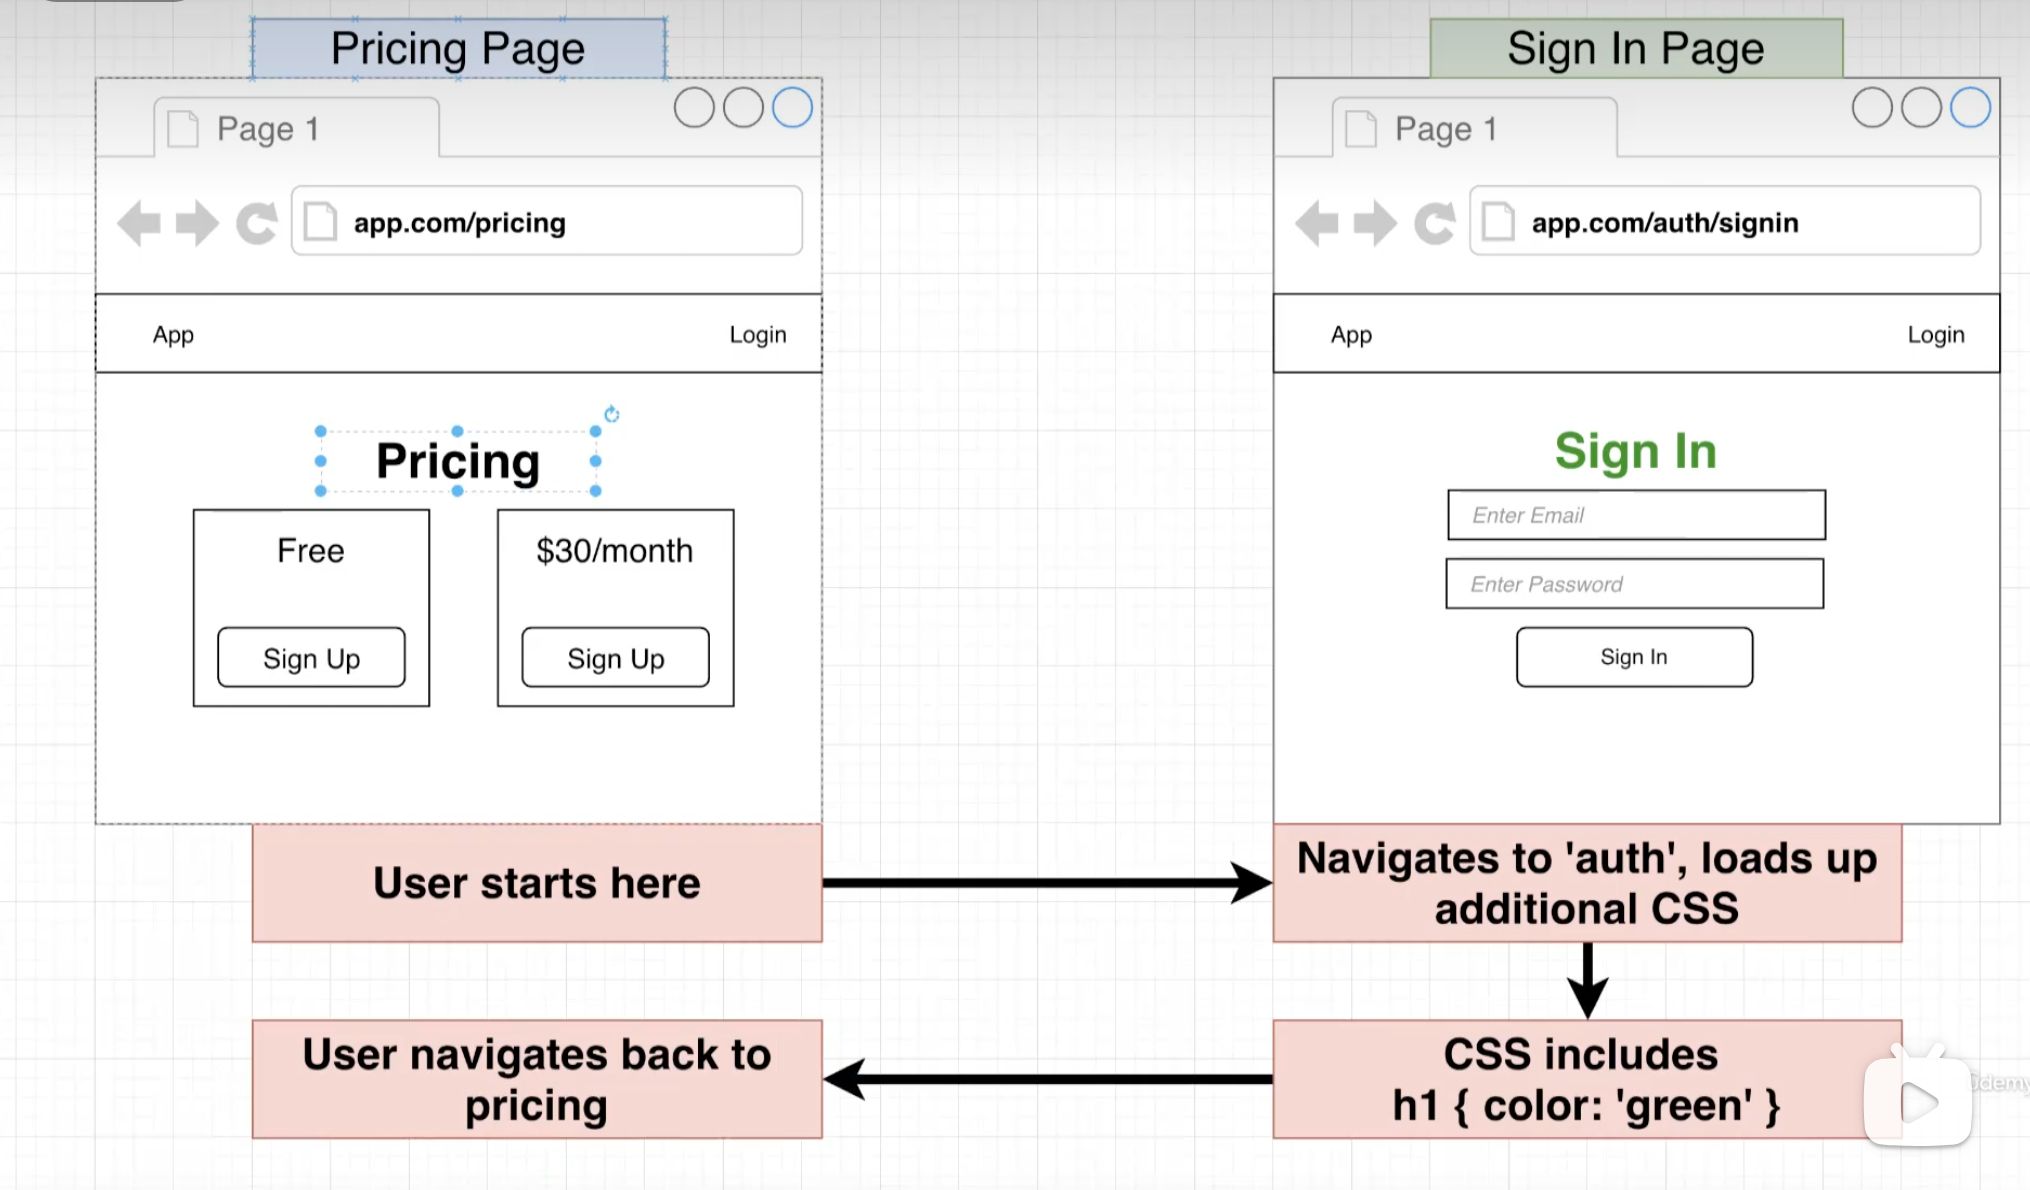 Pricing Page
Page 1
app.com/pricing
App
Login
Pricing
Free
Sign Up
$30/month
Sign Up
User starts here
User navigates back to
pricing
Sign In Page
Page 1
app.com/auth/signin
App
Login
Sign In
Enter Email
Enter Password
Sign In
Navigates to 'auth', loads up
additional CSS
CSS includes
h1 { color: 'green' }
Udemy